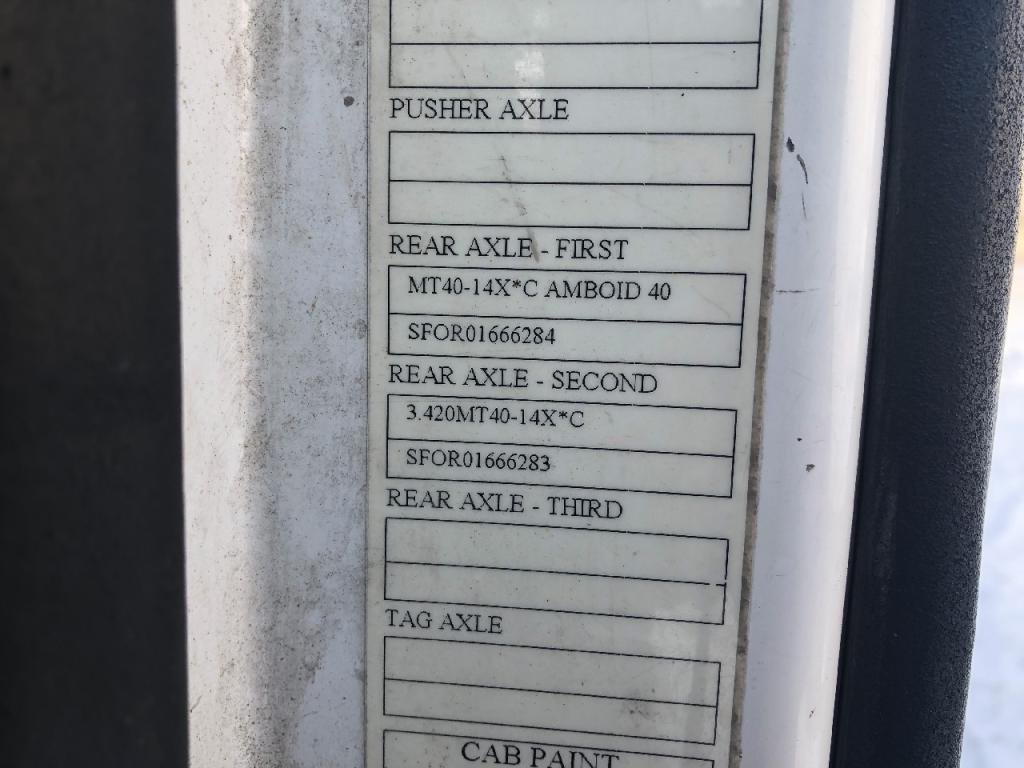 PUSHER AXLE
REAR AXLE - FIRST
MT40-14X*C AMBOID 40
SFOR01666284
REAR AXLE - SECOND
3.420MT40-14X*C
SFOR01666283
REAR AXLE - THIRD
TAG AXLE
CAB PAINT